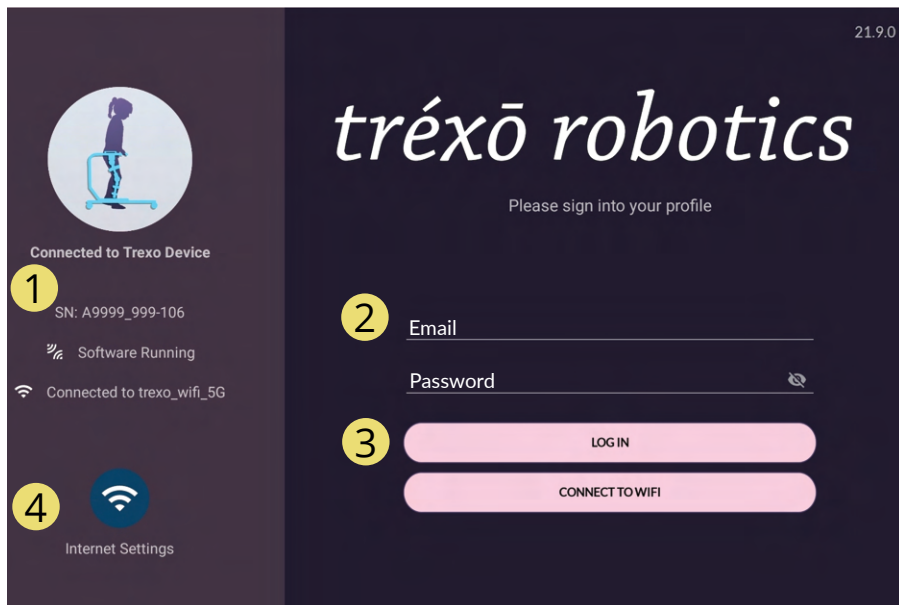 21.9.0
tréxō robotics
Please sign into your profile
Connected to Trexo Device
1
SN: A9999_999-106
Software Running
Connected to trexo_wifi_5G
2
Email
Password
3
LOG IN
CONNECT TO WIFI
4
Internet Settings